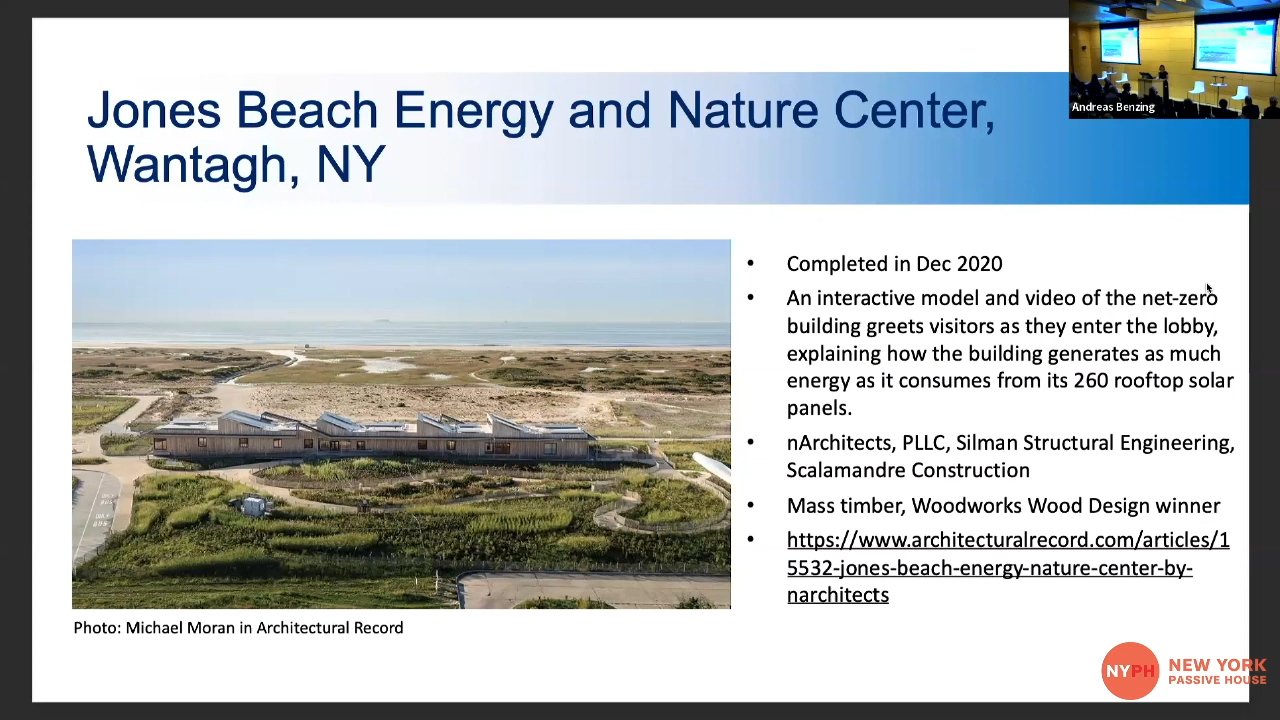 Jones Beach Energy and Nature Center,
Wantagh, NY
Andreas Benzing
• Completed in Dec 2020
• An interactive model and video of the net-zero
building greets visitors as they enter the lobby,
explaining how the building generates as much
energy as it consumes from its 260 rooftop solar
panels.
• nArchitects, PLLC, Silman Structural Engineering,
Scalamandre Construction
• Mass timber, Woodworks Wood Design winner
• https://www.architecturalrecord.com/articles/1
5532-jones-beach-energy-nature-center-by-
narchitects
Photo: Michael Moran in Architectural Record
NYPH NEW YORK
PASSIVE HOUSE